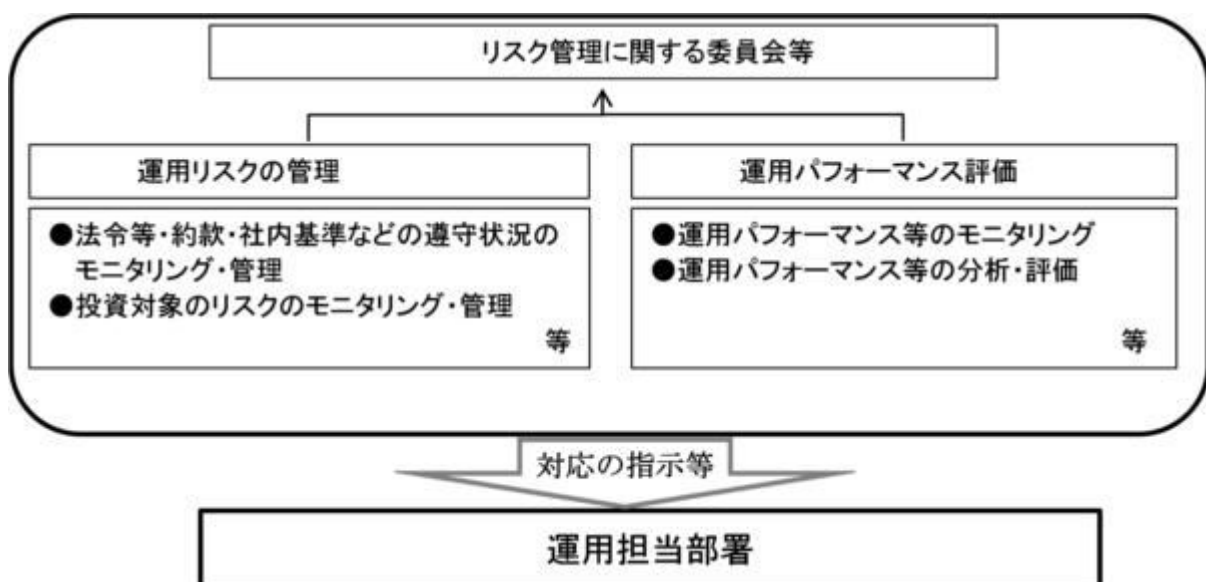 リスク管理に関する委員会等
運用リスクの管理
●法令等・約款・社内基準などの遵守状況の
モニタリング・管理
●投資対象のリスクのモニタリング・管理
等
運用パフォーマンス評価
●運用パフォーマンス等のモニタリング
●運用パフォーマンス等の分析・評価
等
対応の指示等
運用担当部署